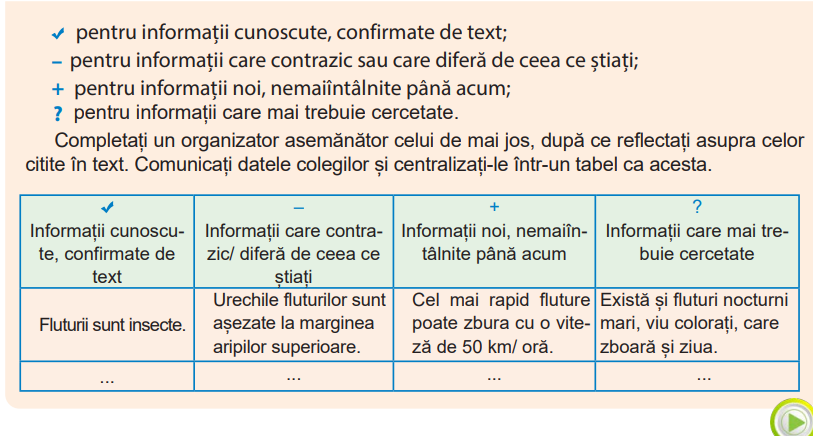 ✓ pentru informații cunoscute, confirmate de text;
– pentru informații care contrazic sau care diferă de ceea ce știați;
+ pentru informații noi, nemaiîntâlnite până acum;
? pentru informații care mai trebuie cercetate.
Completați un organizator asemănător celui de mai jos, după ce reflectați asupra celor
citite în text. Comunicați datele colegilor și centralizați-le într-un tabel ca acesta.
✓
Informații cunoscu-
te, confirmate de
text
–
Informații care contra-
zic/ diferă de ceea ce
știați
+
Informații noi, nemaiîn-
tâlnite până acum
?
Informații care mai tre-
buie cercetate
Fluturii sunt insecte.
Urechile fluturilor sunt
așezate la marginea
aripilor superioare.
Cel mai rapid fluture
poate zbura cu o vite-
ză de 50 km/ oră.
Există și fluturi nocturni
mari, viu colorați, care
zboară și ziua.
...
...
...
...